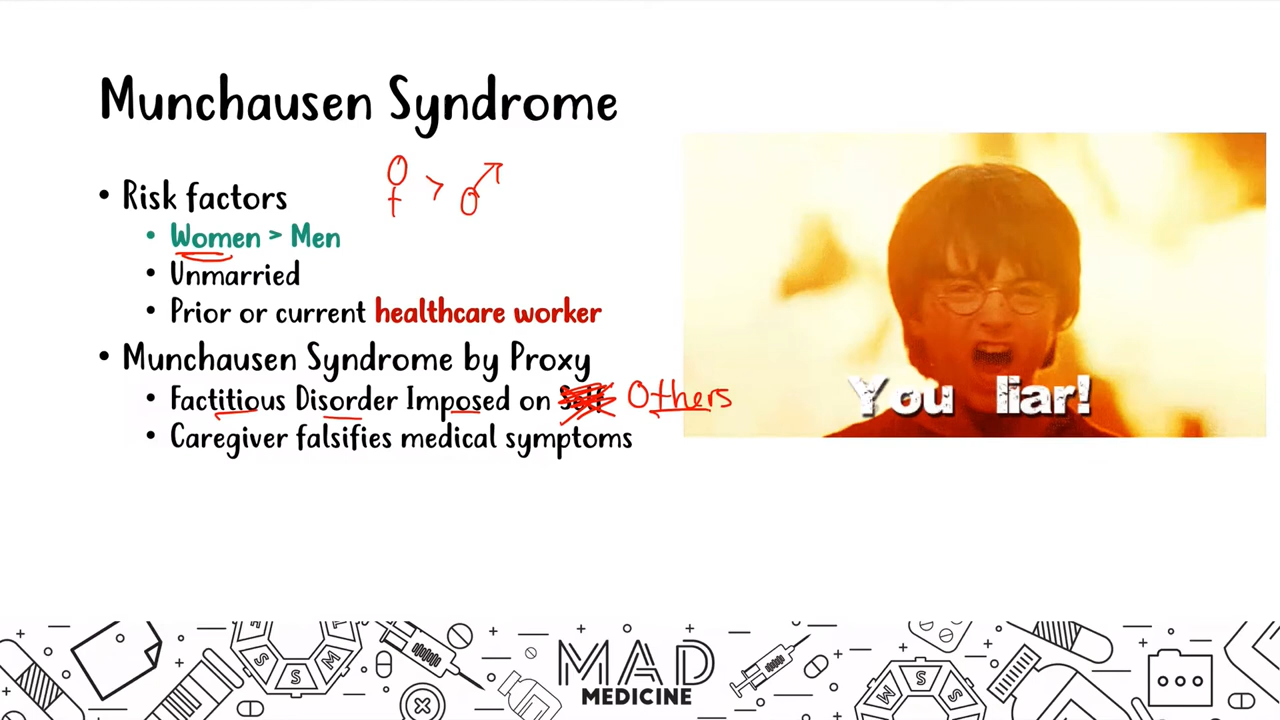 Munchausen Syndrome
• Risk factors
• Women > Men
• Unmarried
• Prior or current healthcare worker
• Munchausen Syndrome by Proxy
• Factitious Disorder Imposed on Self Others
• Caregiver falsifies medical symptoms
You liar!
MAD
MEDICINE